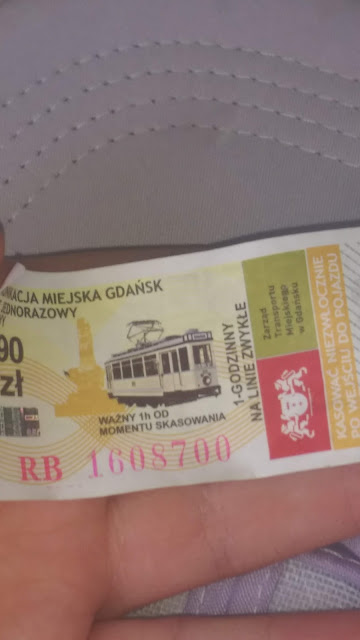 MIEJSKA GDAŃSK
JEDNORAZOWY
90
zł
WAŻNY 1h OD
MOMENTU SKASOWANIA
RB 1608700
1-GODZINNY
NA LINIE ZWYKŁE
Zarząd
Transportu
Miejskiego
w Gdańsku
KASOWAĆ NIEZWŁOCZNIE
PO WEJŚCIU DO POJAZDU